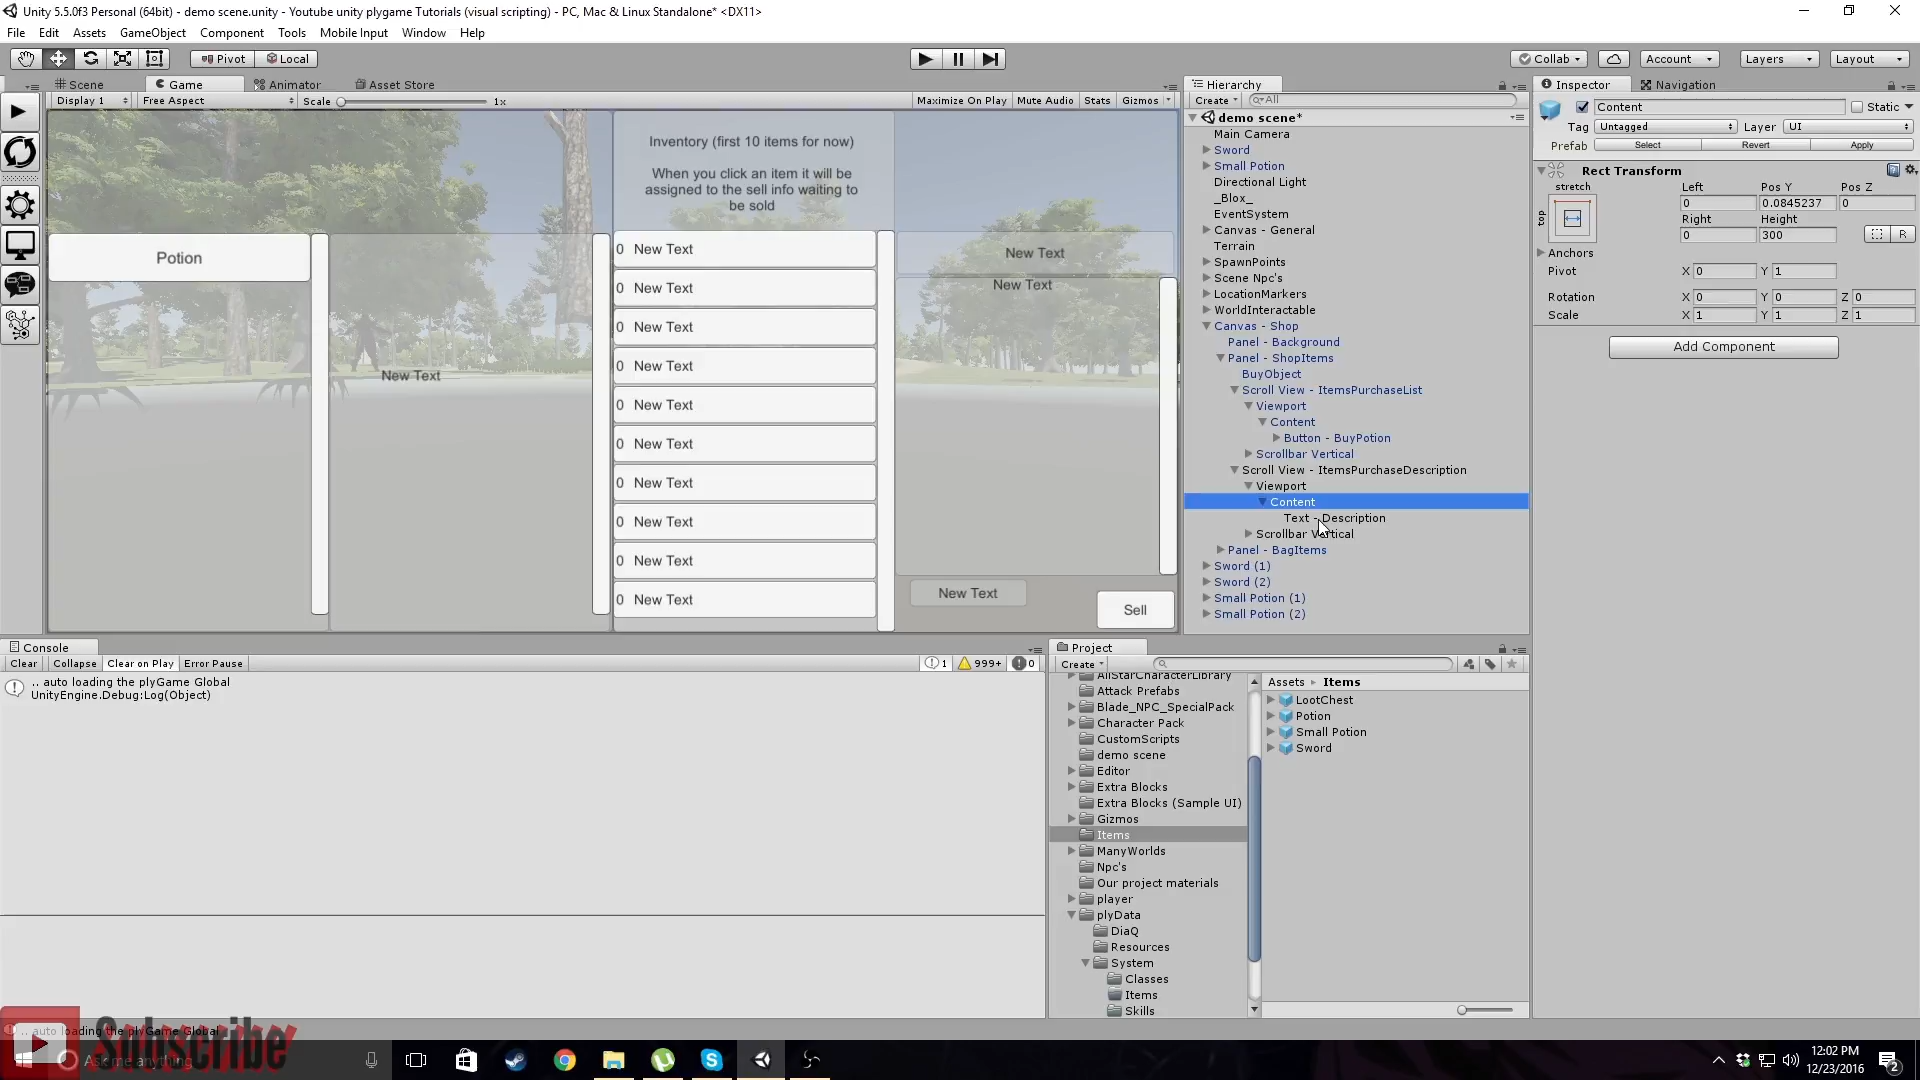 Unity 5.5.0f3 Personal (64bit) - demo scene.unity - Youtube unity plygame Tutorials (visual scripting) - PC, Mac & Linux Standalone* <DX11>
File Edit Assets GameObject Component Tools Mobile Input Window Help
Pivot Local Collab Account Layers Layout
Scene Game Animator Asset Store
Display 1 Free Aspect Scale 1x Maximize On Play Mute Audio Stats Gizmos
Inventory (first 10 items for now)
When you click an item it will be
assigned to the sell info waiting to
be sold
Potion
New Text
0 New Text
0 New Text
0 New Text
0 New Text
0 New Text
0 New Text
0 New Text
0 New Text
0 New Text
0 New Text
New Text
New Text
New Text
Sell
Hierarchy
Create All
demo scene*
Main Camera
Sword
Small Potion
Directional Light
_Blox_
EventSystem
Canvas - General
Terrain
SpawnPoints
Scene Npc's
LocationMarkers
WorldInteractable
Canvas - Shop
Panel - Background
Panel - ShopItems
BuyObject
Scroll View - ItemsPurchaseList
Viewport
Content
Button - BuyPotion
Scrollbar Vertical
Scroll View - ItemsPurchaseDescription
Viewport
Content
Text - Description
Scrollbar Vertical
Panel - BagItems
Sword (1)
Sword (2)
Small Potion (1)
Small Potion (2)
Inspector Navigation
Content Static
Tag Untagged Layer UI
Prefab Select Revert Apply
Rect Transform
stretch Left Pos Y Pos Z
top 0 0.0845237 0
Right Height
0 300 R
Anchors
Pivot X 0 Y 1
Rotation X 0 Y 0 Z 0
Scale X 1 Y 1 Z 1
Add Component
Console
Clear Collapse Clear on Play Error Pause 1 999+ 0
.. auto loading the plyGame Global
UnityEngine.Debug:Log(Object)
Project
Create
AllStarCharacterLibrary
Attack Prefabs
Blade_NPC_SpecialPack
Character Pack
CustomScripts
demo scene
Editor
Extra Blocks
Extra Blocks (Sample UI)
Gizmos
Items
ManyWorlds
Npc's
Our project materials
player
plyData
DiaQ
Resources
System
Classes
Items
Skills
Assets Items
LootChest
Potion
Small Potion
Sword
.. auto loading the plyGame Global
Subscribe
Ask me anything
12:02 PM
12/23/2016
2